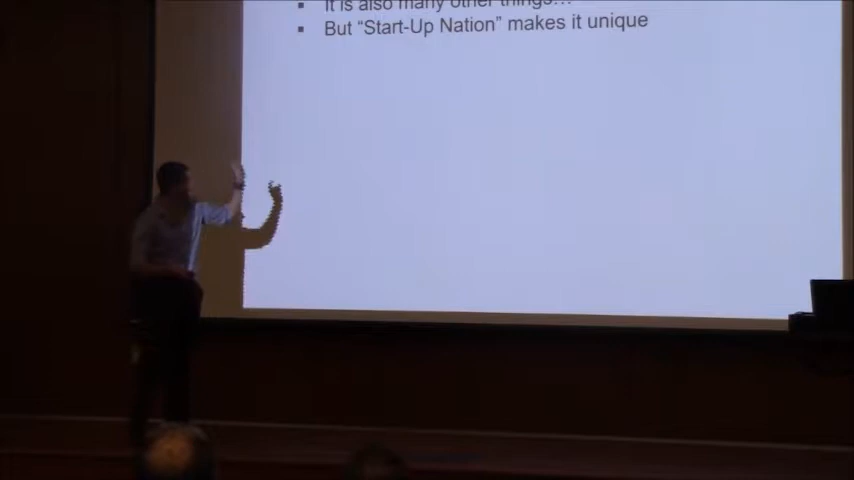 It is also many other things...
But “Start-Up Nation” makes it unique